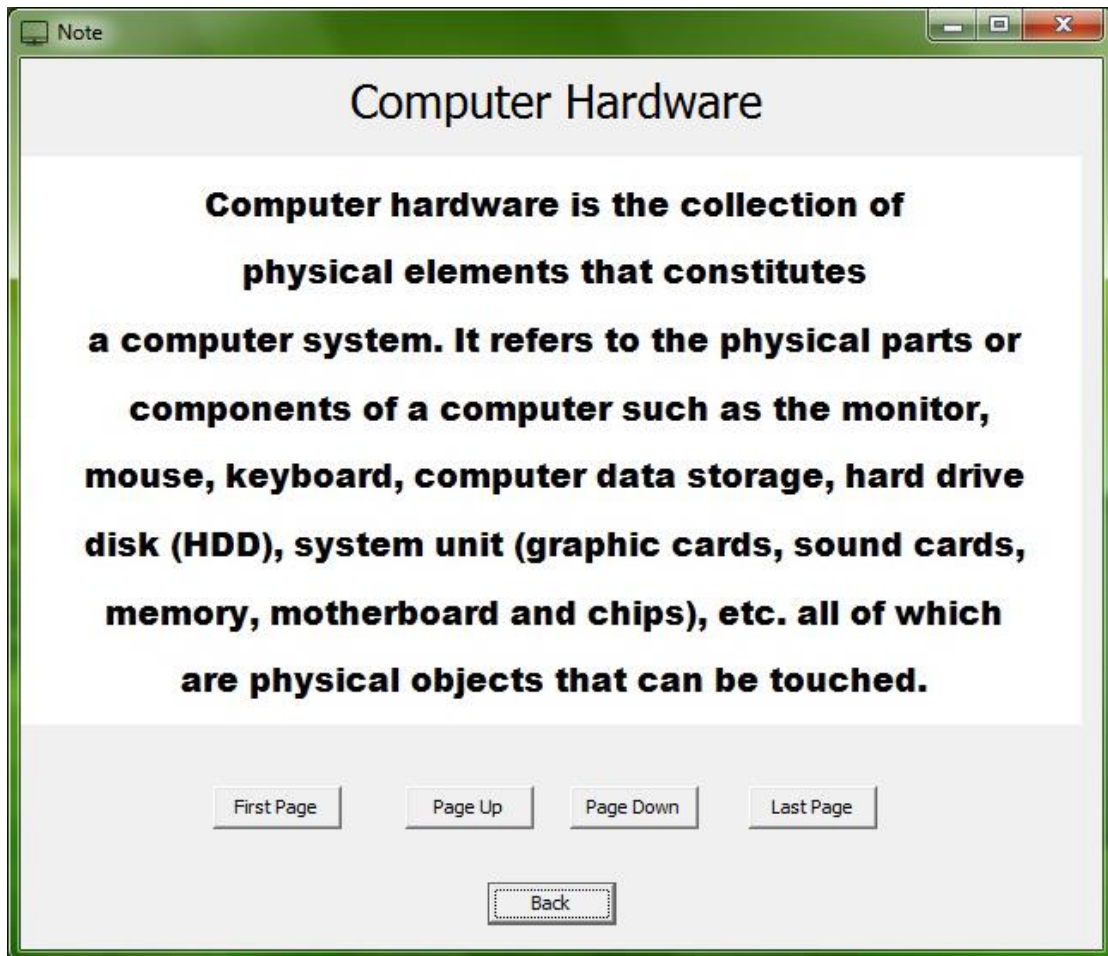 Note
Computer Hardware
Computer hardware is the collection of
physical elements that constitutes
a computer system. It refers to the physical parts or
components of a computer such as the monitor,
mouse, keyboard, computer data storage, hard drive
disk (HDD), system unit (graphic cards, sound cards,
memory, motherboard and chips), etc. all of which
are physical objects that can be touched.
First Page Page Up Page Down Last Page
Back